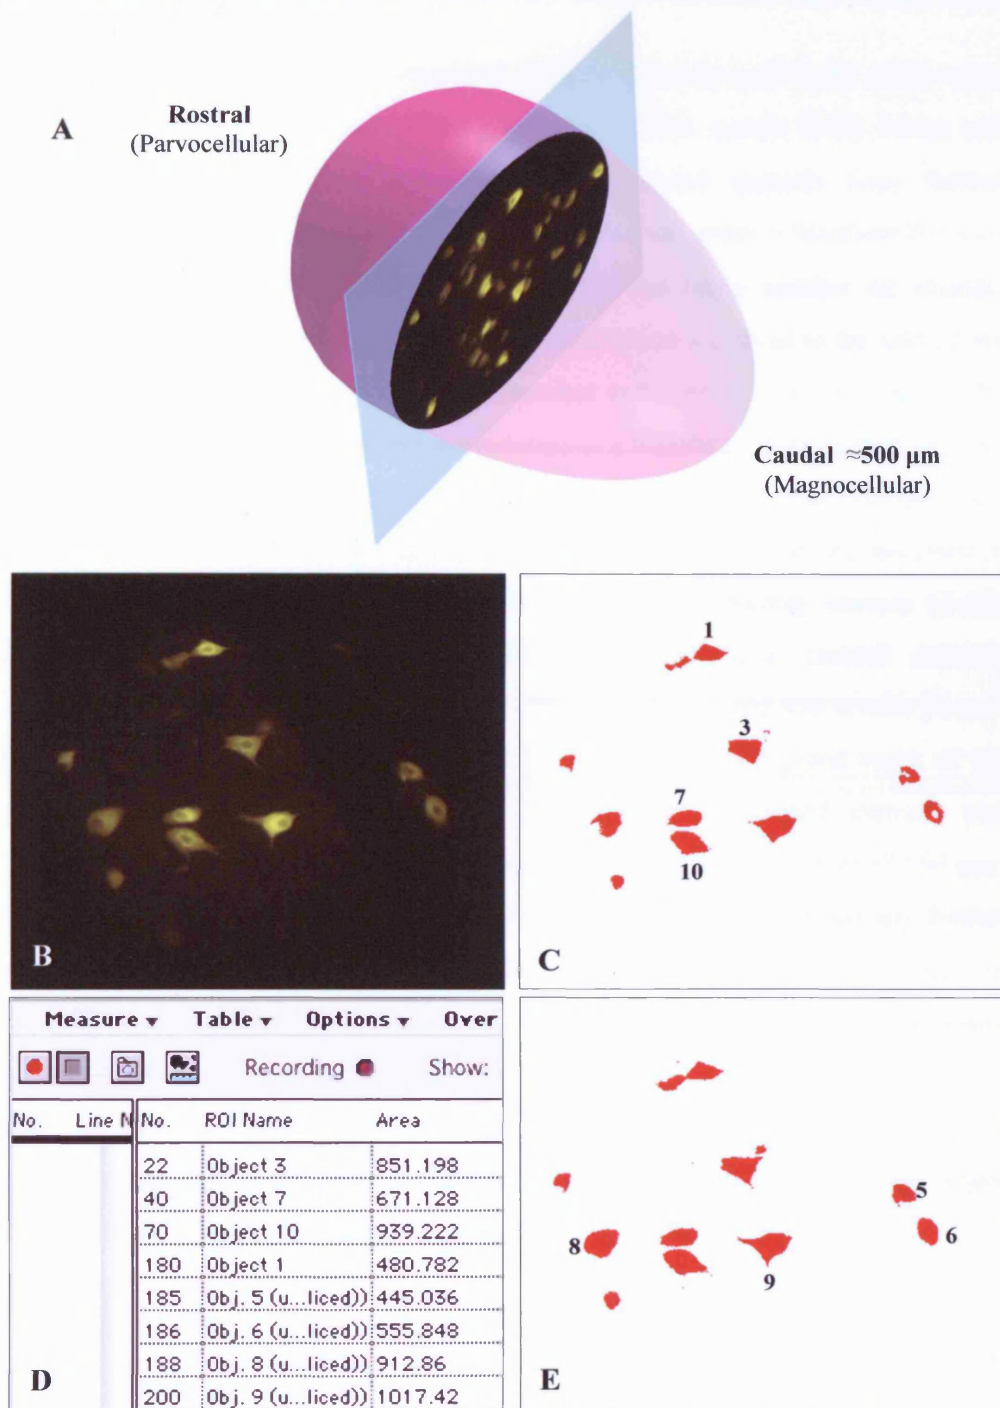 A
Rostral
(Parvocellular)
Caudal ≈500 μm
(Magnocellular)
B
1
3
7
10
C
Measure ▾ Table ▾ Options ▾ Over
Recording Show:
No. Line N No. ROI Name Area
22 Object 3 851.198
40 Object 7 671.128
70 Object 10 939.222
180 Object 1 480.782
185 Obj. 5 (u...liced)) 445.036
186 Obj. 6 (u...liced)) 555.848
188 Obj. 8 (u...liced)) 912.86
200 Obj. 9 (u...liced)) 1017.42
D
5
6
8
9
E